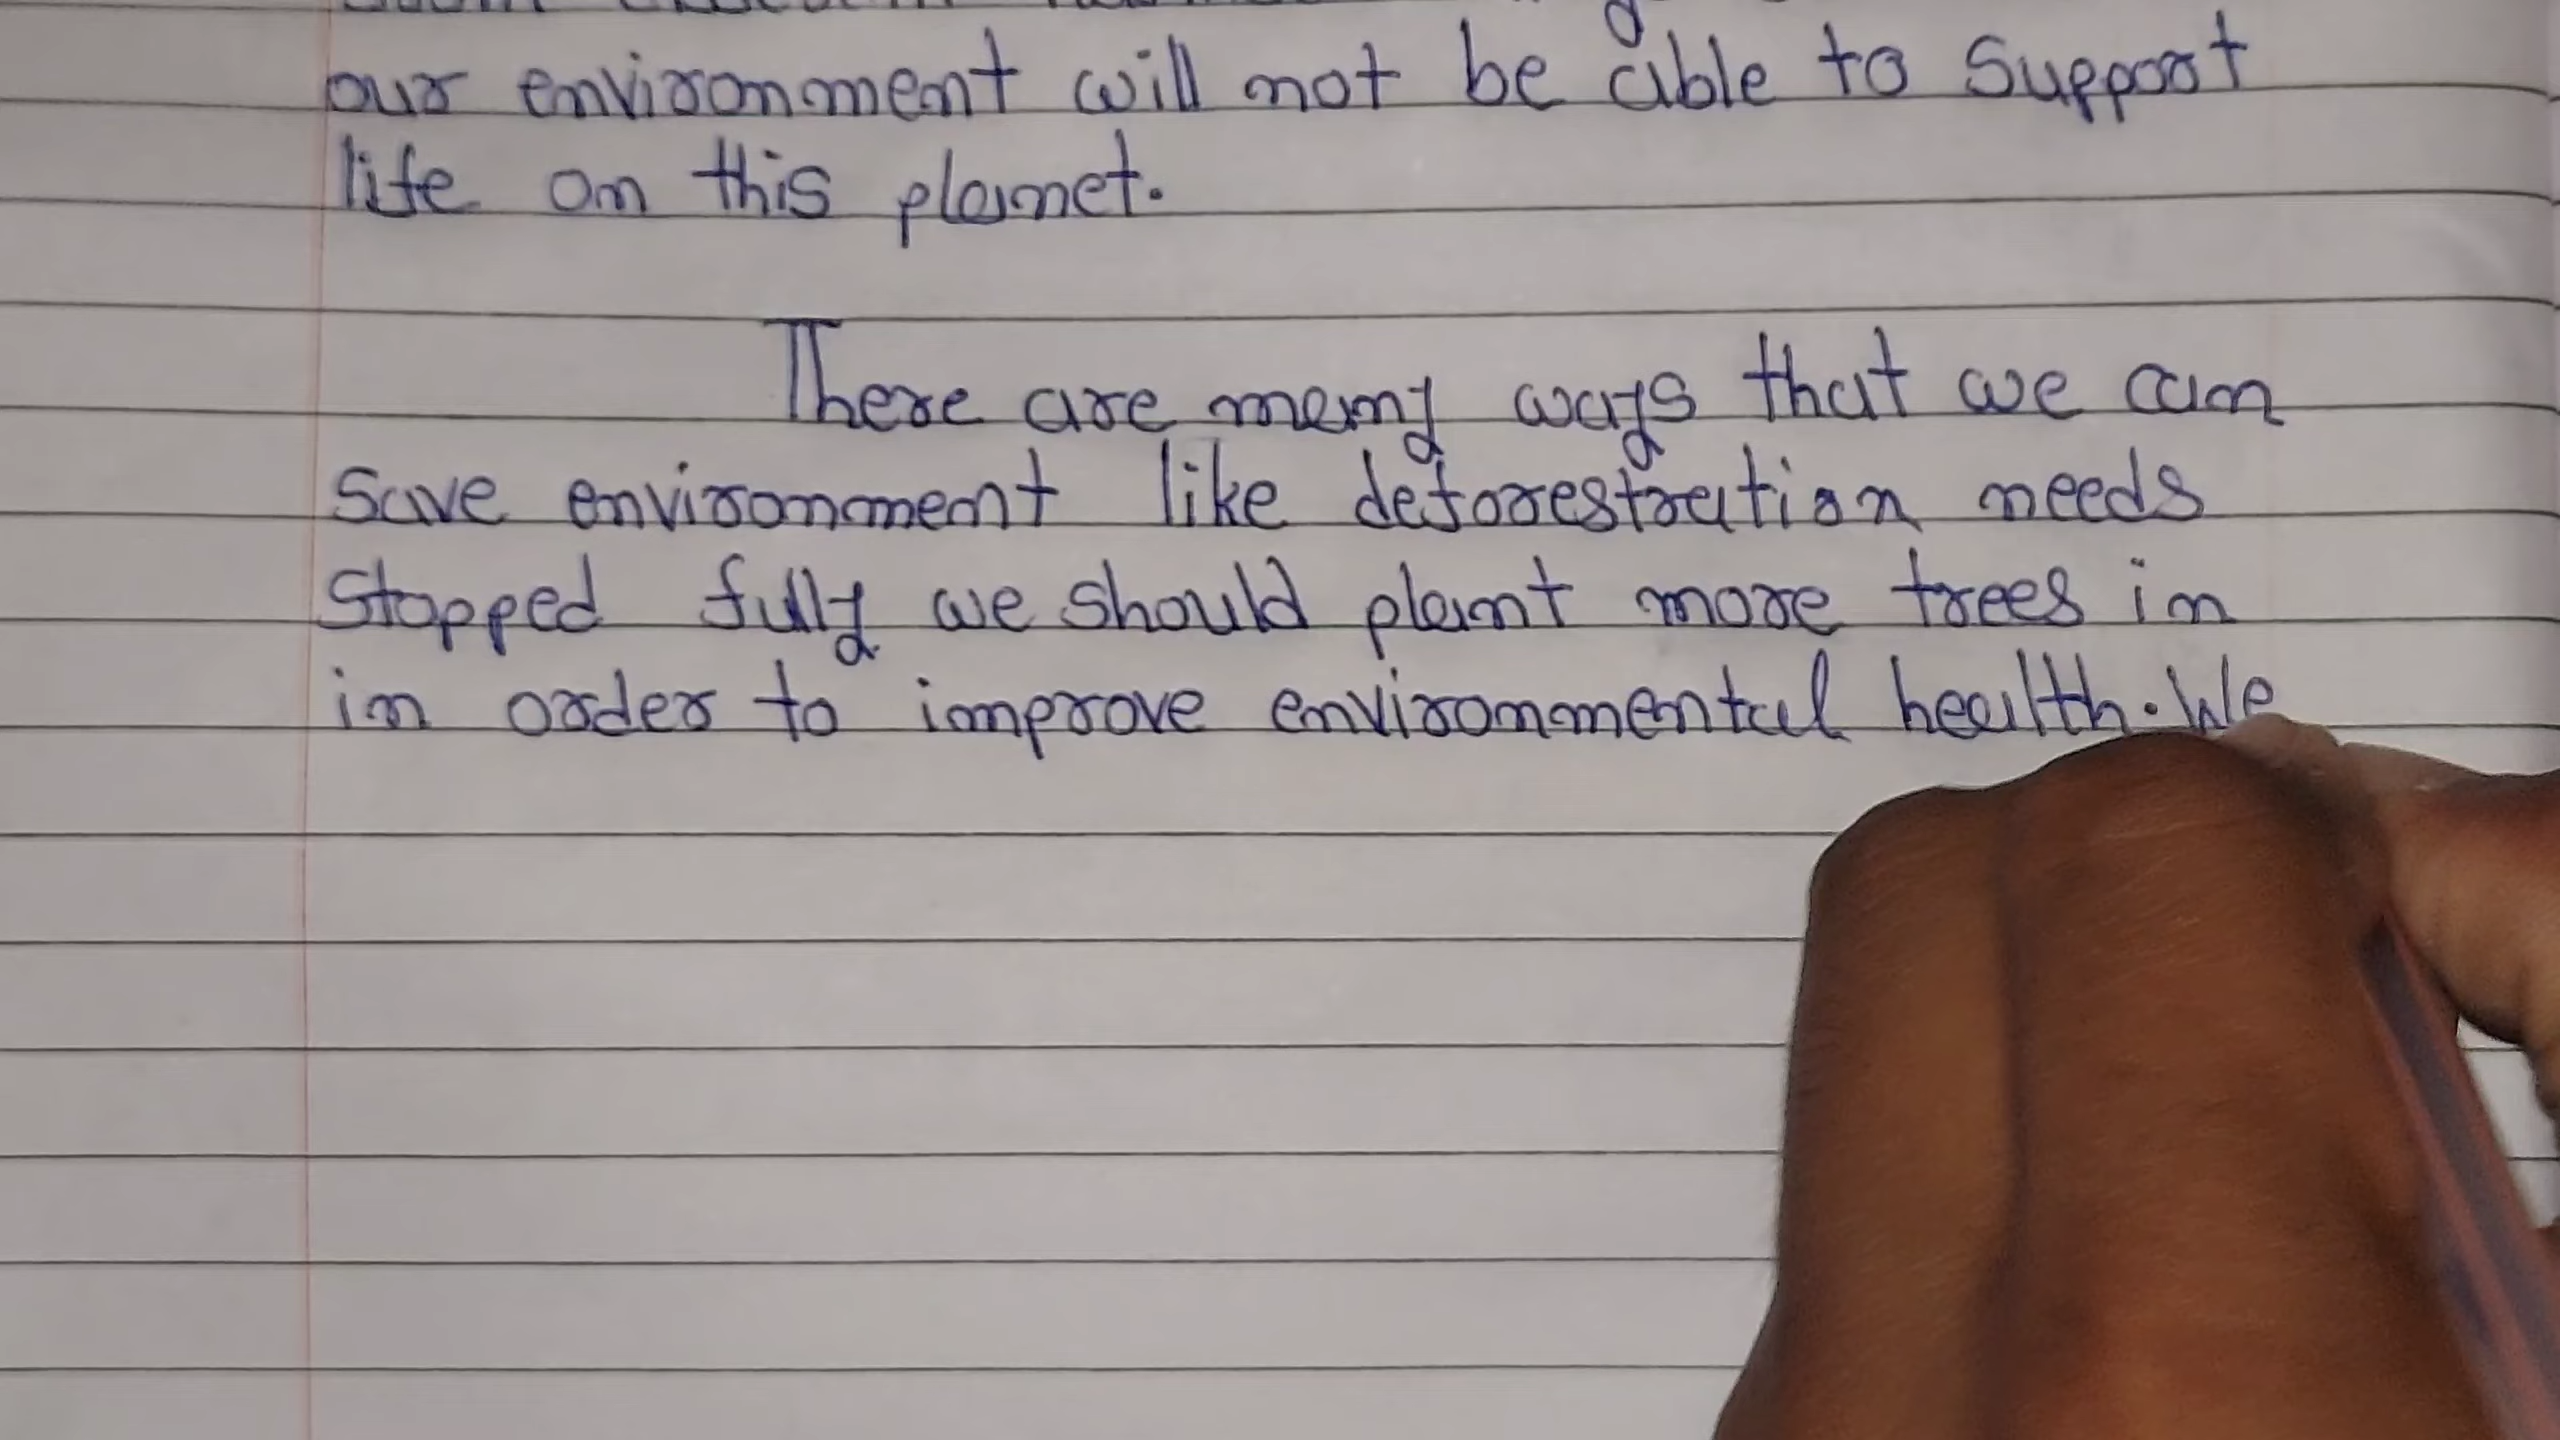 our environment will not be able to support
life on this planet.
There are many ways that we can
save environment like deforestration needs
stopped fully we should plant more trees in
in order to improve environmental health. We